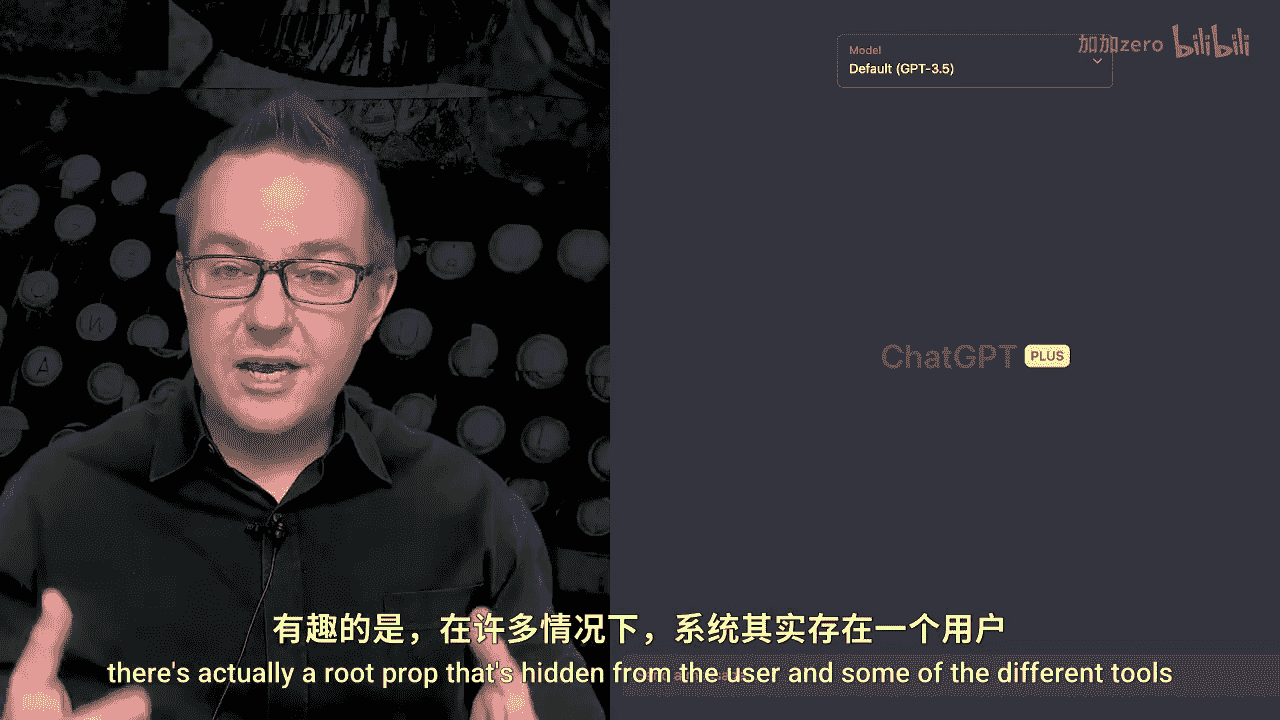 加加zero bilibili
Model
Default (GPT-3.5)
ChatGPT PLUS
有趣的是，在许多情况下，系统其实存在一个用户
there's actually a root prop that's hidden from the user and some of the different tools